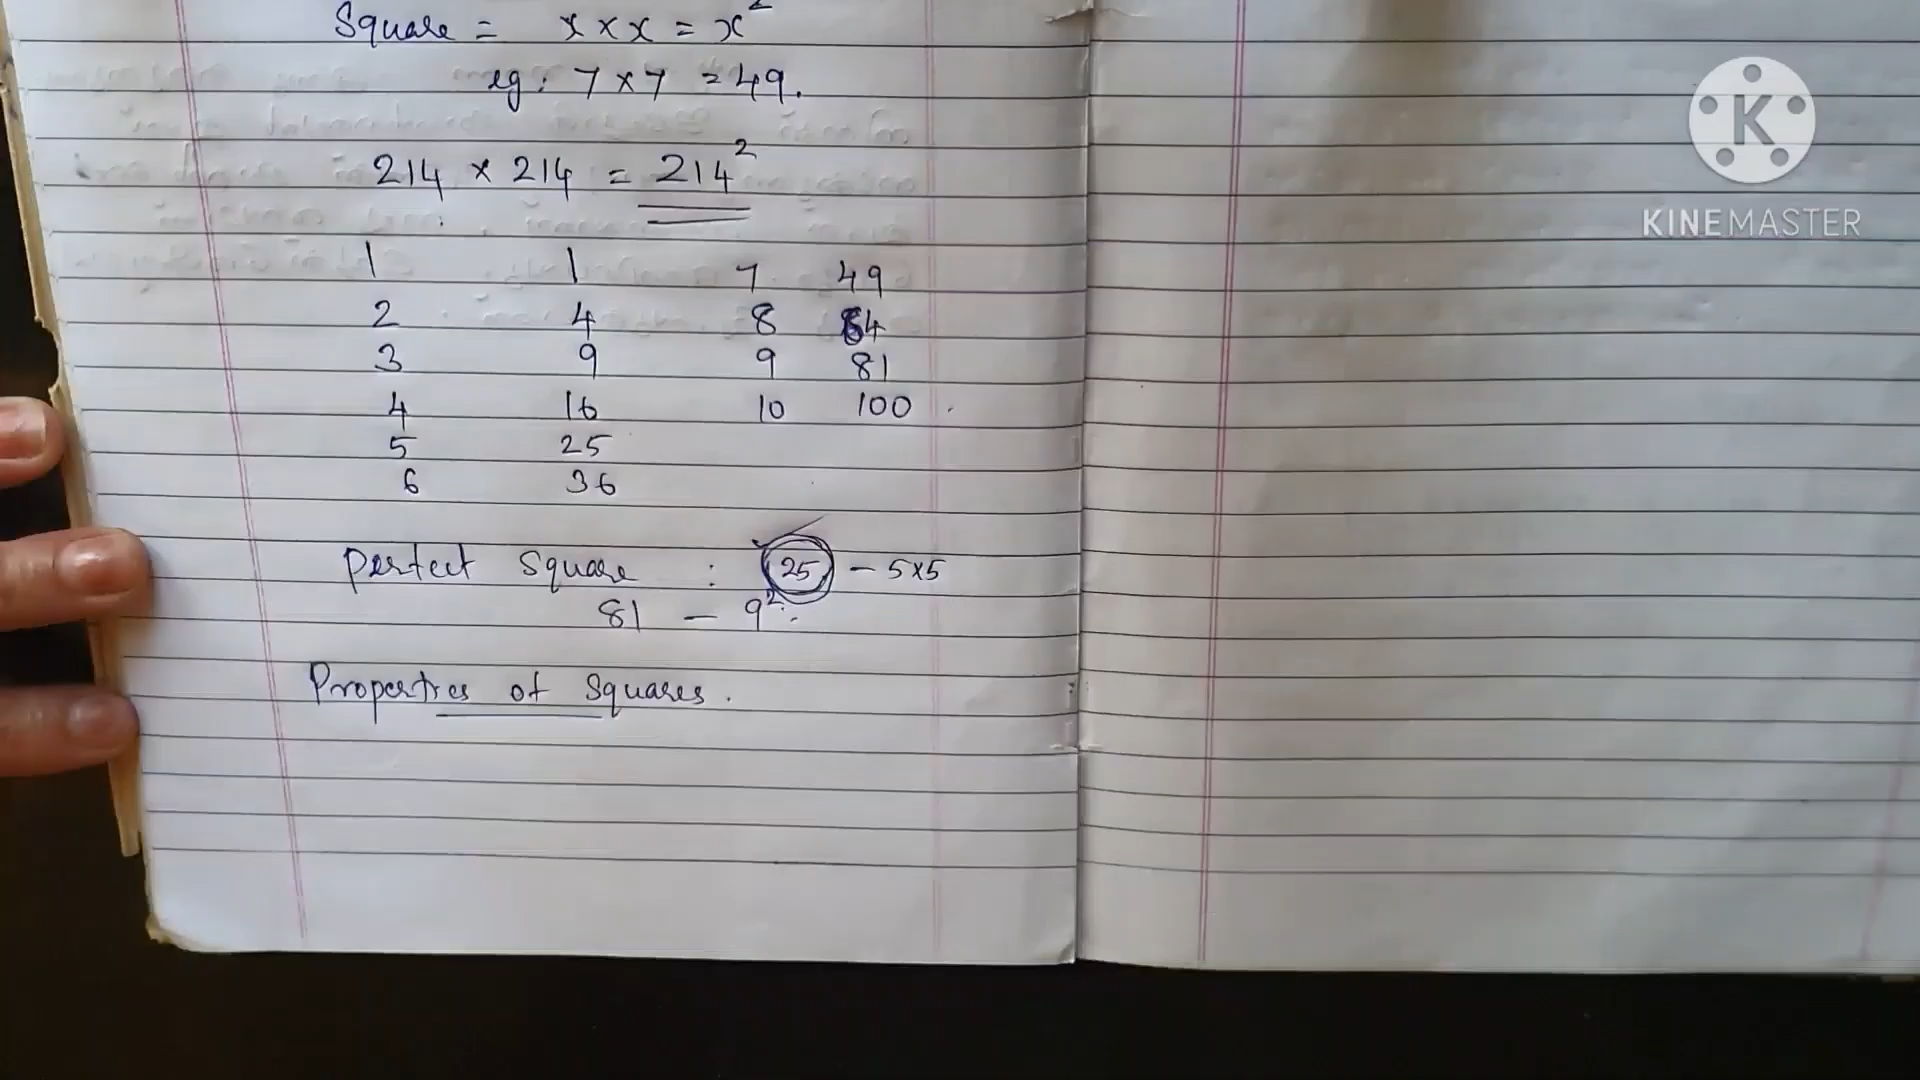 Square = x × x = x²
eg: 7 × 7 = 49.
214 × 214 = 214²
1 1 7 49
2 4 8 64
3 9 9 81
4 16 10 100
5 25
6 36
Perfect Square : 25 – 5×5
81 – 9²
Properties of Squares.
K
KINEMASTER